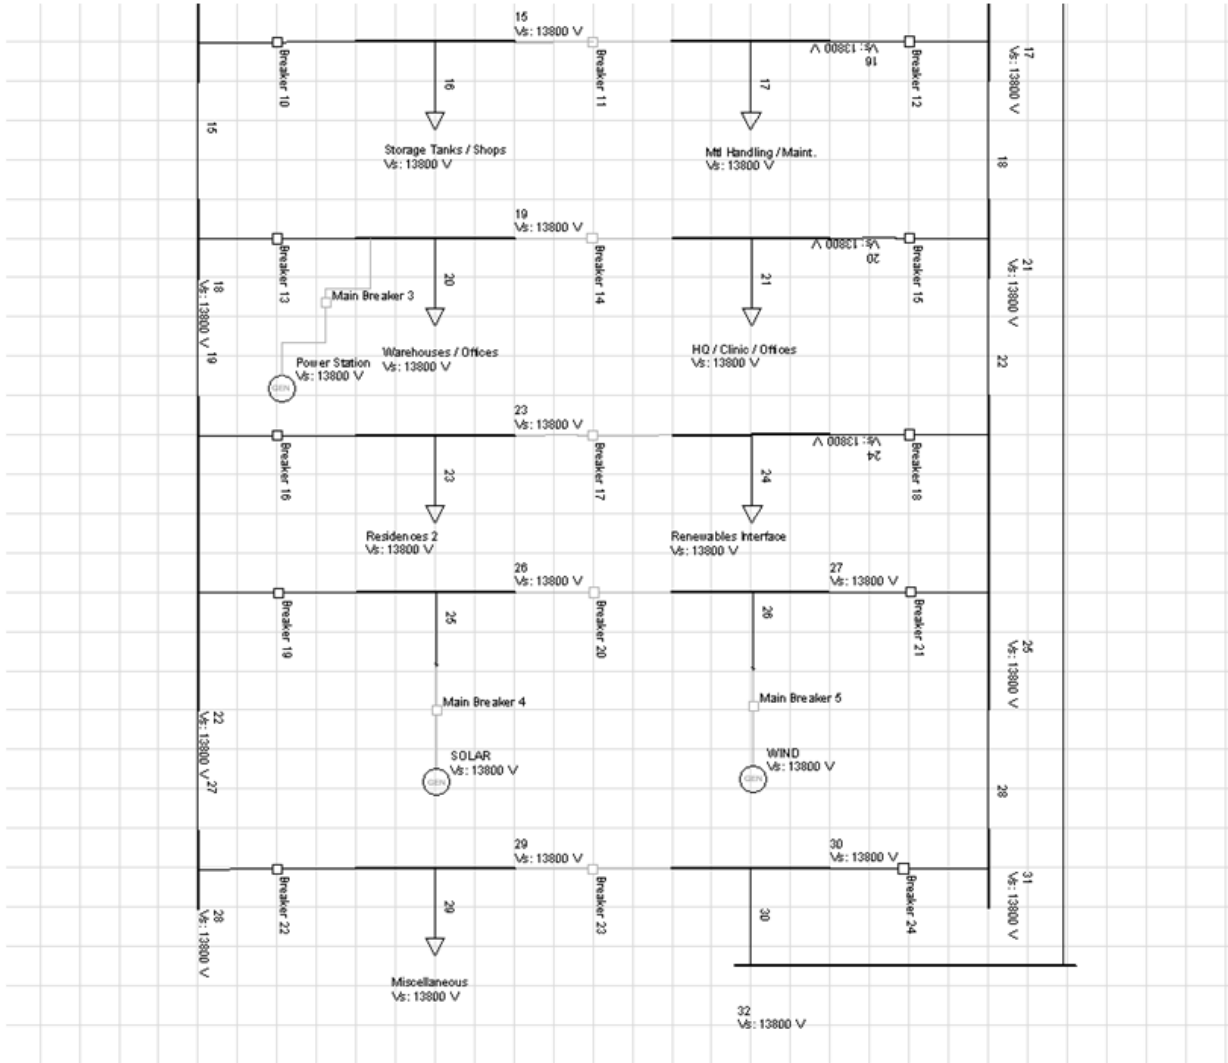 15
Vs: 13800 V
Breaker 10
Breaker 11
16
Vs: 13800 V
Breaker 12
17
Vs: 13800 V
16
17
15
18
Storage Tanks / Shops
Vs: 13800 V
Mtl Handling / Maint.
Vs: 13800 V
19
Vs: 13800 V
Breaker 13
Breaker 14
20
Vs: 13800 V
Breaker 15
21
Vs: 13800 V
20
21
18
Vs: 13800 V
Main Breaker 3
19
22
Power Station
Vs: 13800 V
GEN
Warehouses / Offices
Vs: 13800 V
HQ / Clinic / Offices
Vs: 13800 V
23
Vs: 13800 V
Breaker 16
Breaker 17
24
Vs: 13800 V
Breaker 18
23
24
Residences 2
Vs: 13800 V
Renewables Interface
Vs: 13800 V
26
Vs: 13800 V
27
Vs: 13800 V
Breaker 19
Breaker 20
Breaker 21
25
26
25
Vs: 13800 V
Main Breaker 4
Main Breaker 5
22
Vs: 13800 V
27
28
SOLAR
Vs: 13800 V
GEN
WIND
Vs: 13800 V
GEN
29
Vs: 13800 V
30
Vs: 13800 V
Breaker 22
Breaker 23
Breaker 24
31
Vs: 13800 V
28
Vs: 13800 V
29
30
Miscellaneous
Vs: 13800 V
32
Vs: 13800 V